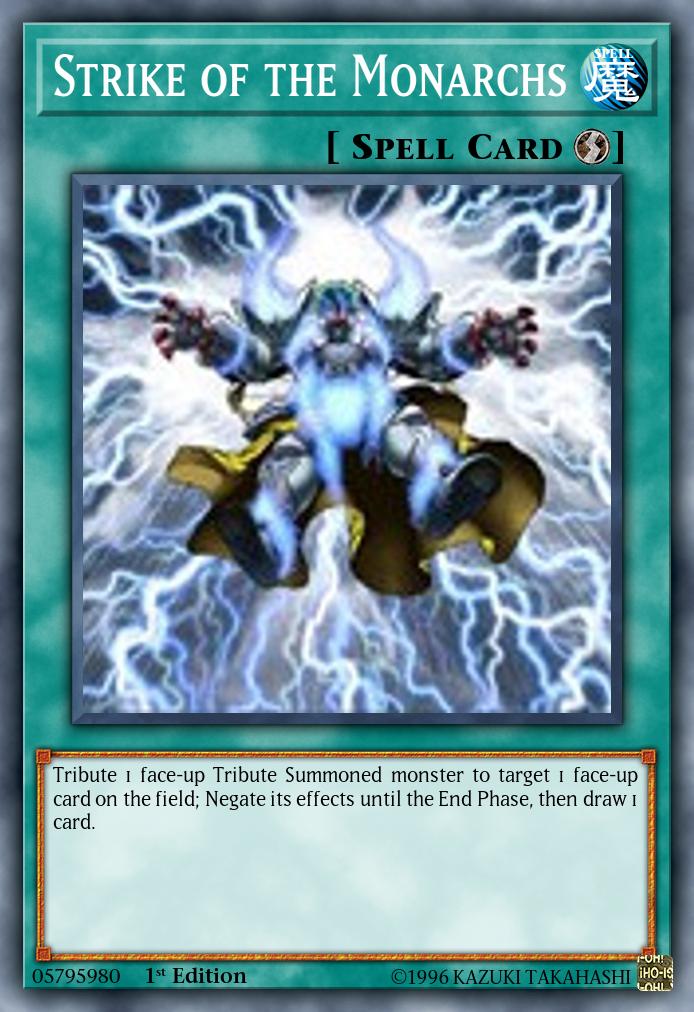 Strike of the Monarchs
SPELL
魔
[ Spell Card ]
Tribute 1 face-up Tribute Summoned monster to target 1 face-up
card on the field; Negate its effects until the End Phase, then draw 1
card.
05795980 1st Edition ©1996 KAZUKI TAKAHASHI